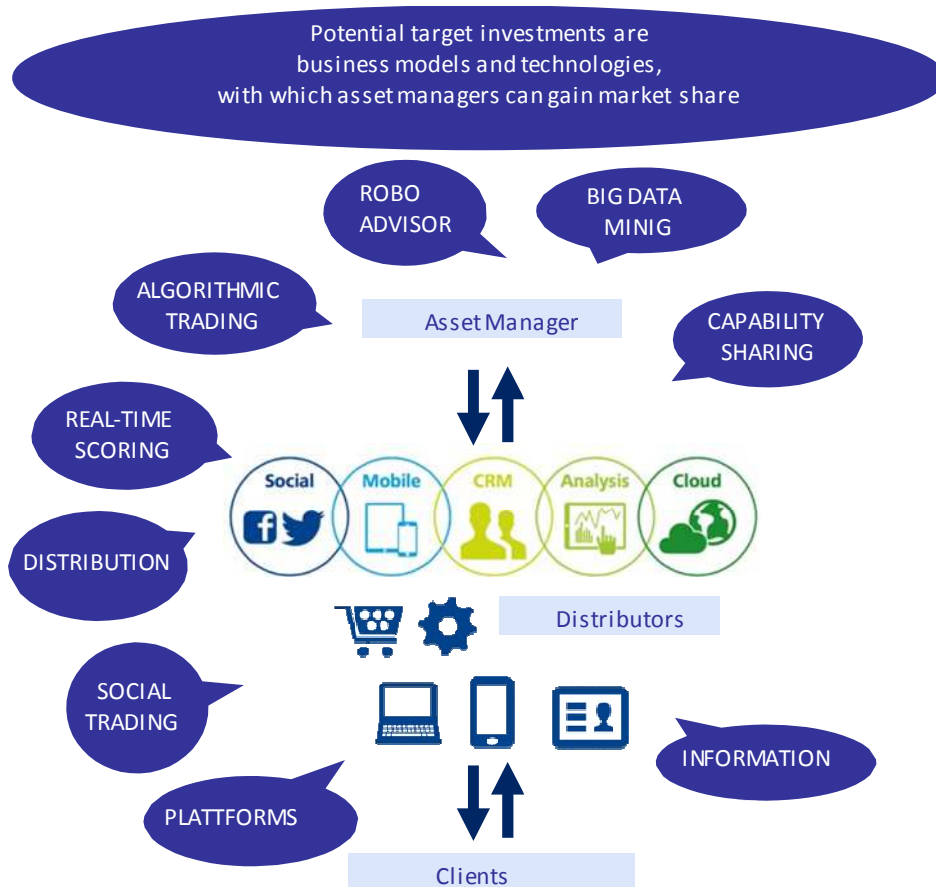 Potential target investments are
business models and technologies,
with which asset managers can gain market share
ROBO
ADVISOR
BIG DATA
MINIG
ALGORITHMIC
TRADING
Asset Manager
CAPABILITY
SHARING
REAL-TIME
SCORING
Social
Mobile
CRM
Analysis
Cloud
DISTRIBUTION
Distributors
SOCIAL
TRADING
INFORMATION
PLATTFORMS
Clients